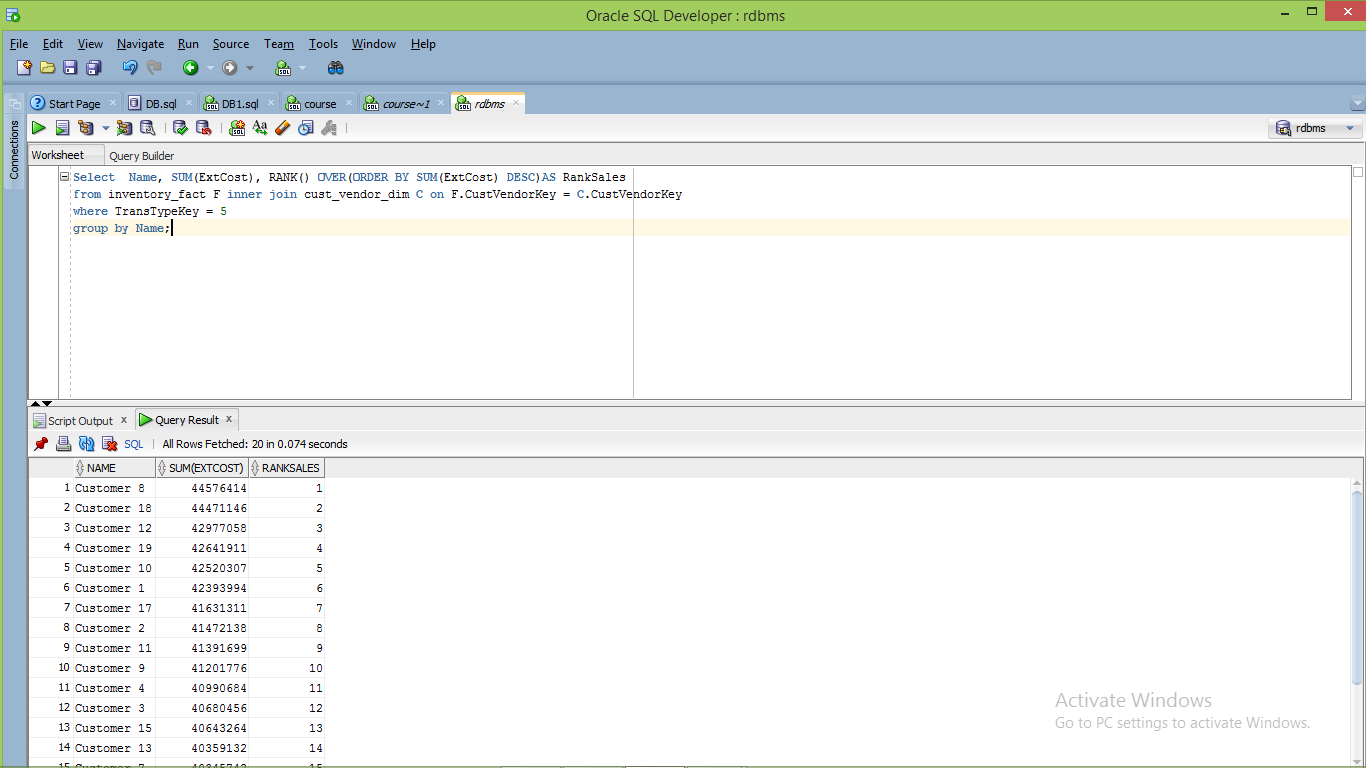 Oracle SQL Developer : rdbms
File Edit View Navigate Run Source Team Tools Window Help
Start Page DB.sql DB1.sql course course~1 rdbms
Connections
rdbms
Worksheet Query Builder
Select  Name, SUM(ExtCost), RANK() OVER(ORDER BY SUM(ExtCost) DESC)AS RankSales
from inventory_fact F inner join cust_vendor_dim C on F.CustVendorKey = C.CustVendorKey
where TransTypeKey = 5
group by Name;
Script Output x Query Result x
SQL All Rows Fetched: 20 in 0.074 seconds
NAME SUM(EXTCOST) RANKSALES
1 Customer 8 44576414 1
2 Customer 18 44471146 2
3 Customer 12 42977058 3
4 Customer 19 42641911 4
5 Customer 10 42520307 5
6 Customer 1 42393994 6
7 Customer 17 41631311 7
8 Customer 2 41472138 8
9 Customer 11 41391699 9
10 Customer 9 41201776 10
11 Customer 4 40990684 11
12 Customer 3 40680456 12
13 Customer 15 40643264 13
14 Customer 13 40359132 14
Activate Windows
Go to PC settings to activate Windows.